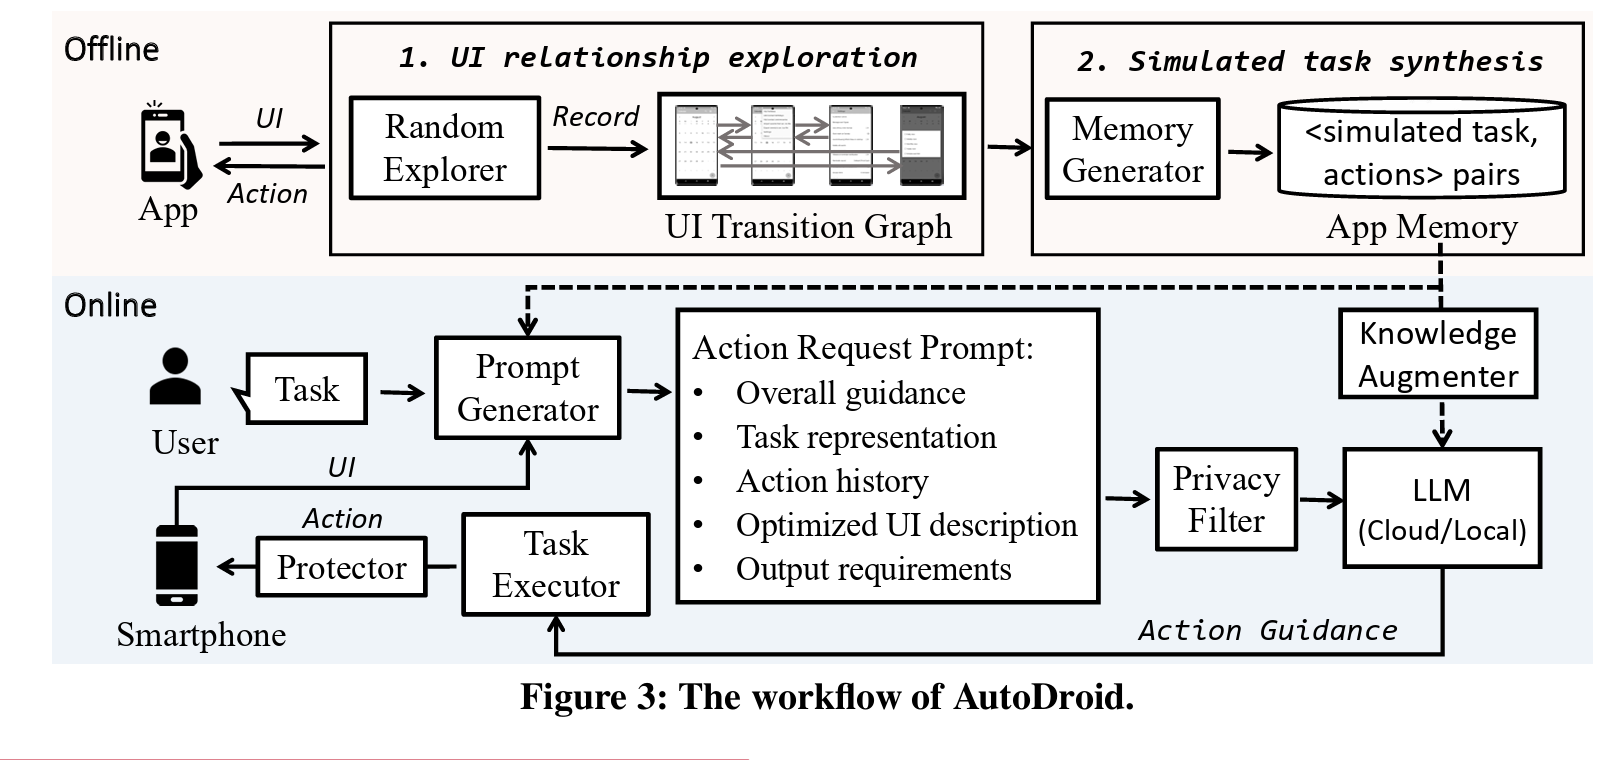 Offline
1. UI relationship exploration
2. Simulated task synthesis
UI
Action
App
Random
Explorer
Record
UI Transition Graph
Memory
Generator
<simulated task,
actions> pairs
App Memory
Online
User
Task
Prompt
Generator
Action Request Prompt:
• Overall guidance
• Task representation
• Action history
• Optimized UI description
• Output requirements
Knowledge
Augmenter
Privacy
Filter
LLM
(Cloud/Local)
UI
Action
Protector
Task
Executor
Smartphone
Action Guidance
Figure 3: The workflow of AutoDroid.